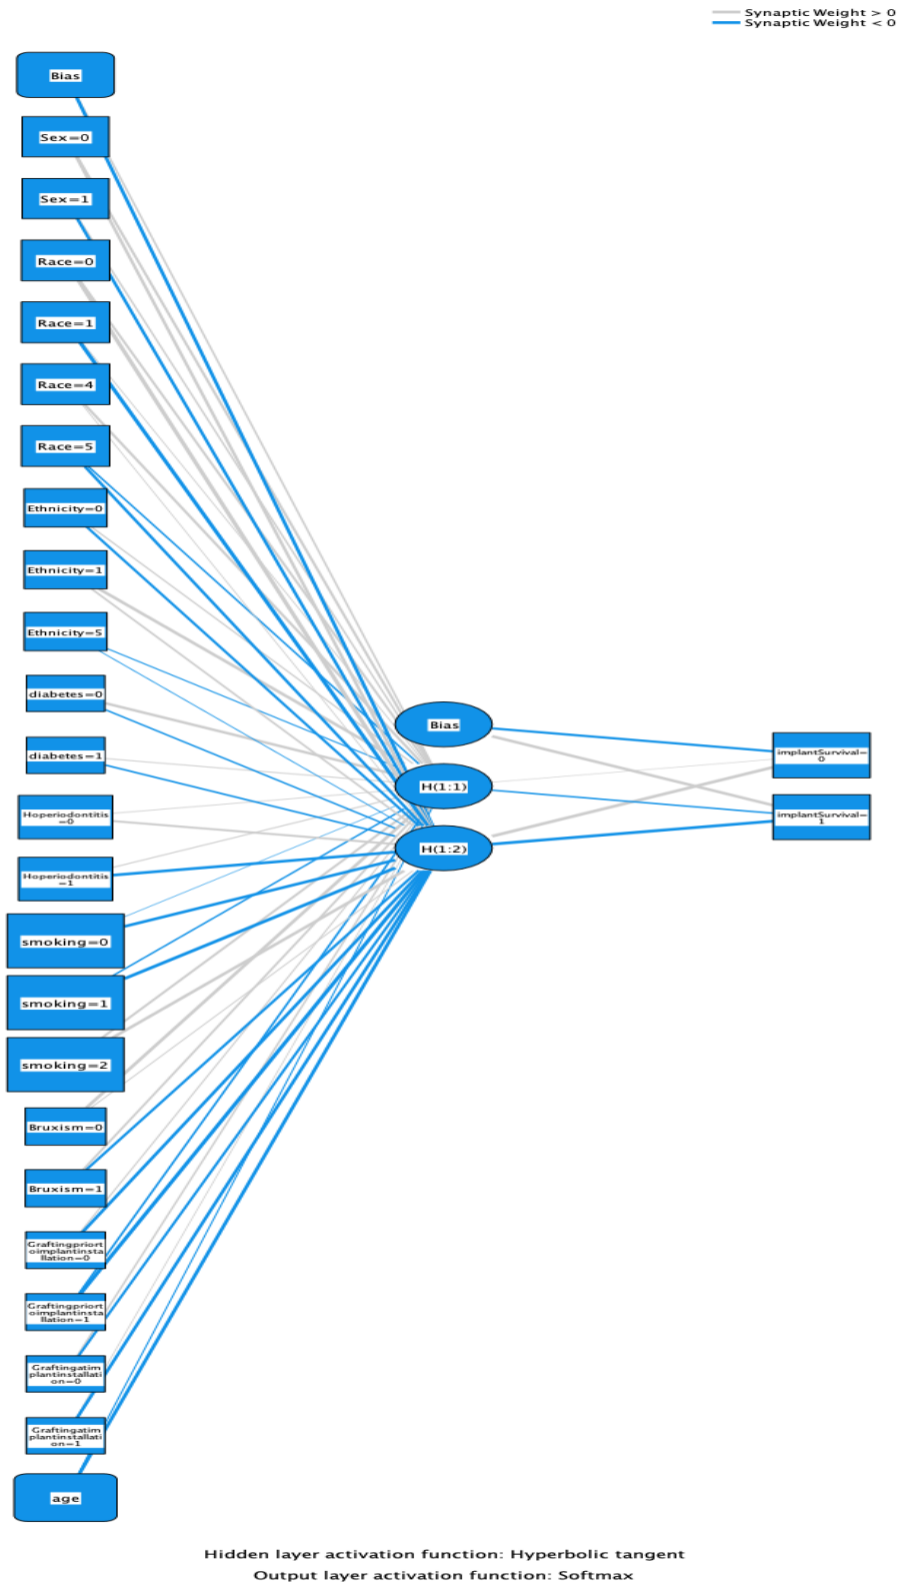 Synaptic Weight > 0
Synaptic Weight < 0
Bias
Sex=0
Sex=1
Race=0
Race=1
Race=4
Race=5
Ethnicity=0
Ethnicity=1
Ethnicity=5
diabetes=0
diabetes=1
Hoperiodontitis
=0
Hoperiodontitis
=1
smoking=0
smoking=1
smoking=2
Bruxism=0
Bruxism=1
Graftingpriort
oimplantinsta
llation=0
Graftingpriort
oimplantinsta
llation=1
Graftingatim
plantinstallati
on=0
Graftingatim
plantinstallati
on=1
age
Bias
H(1:1)
H(1:2)
implantSurvival=
0
implantSurvival=
1
Hidden layer activation function: Hyperbolic tangent
Output layer activation function: Softmax